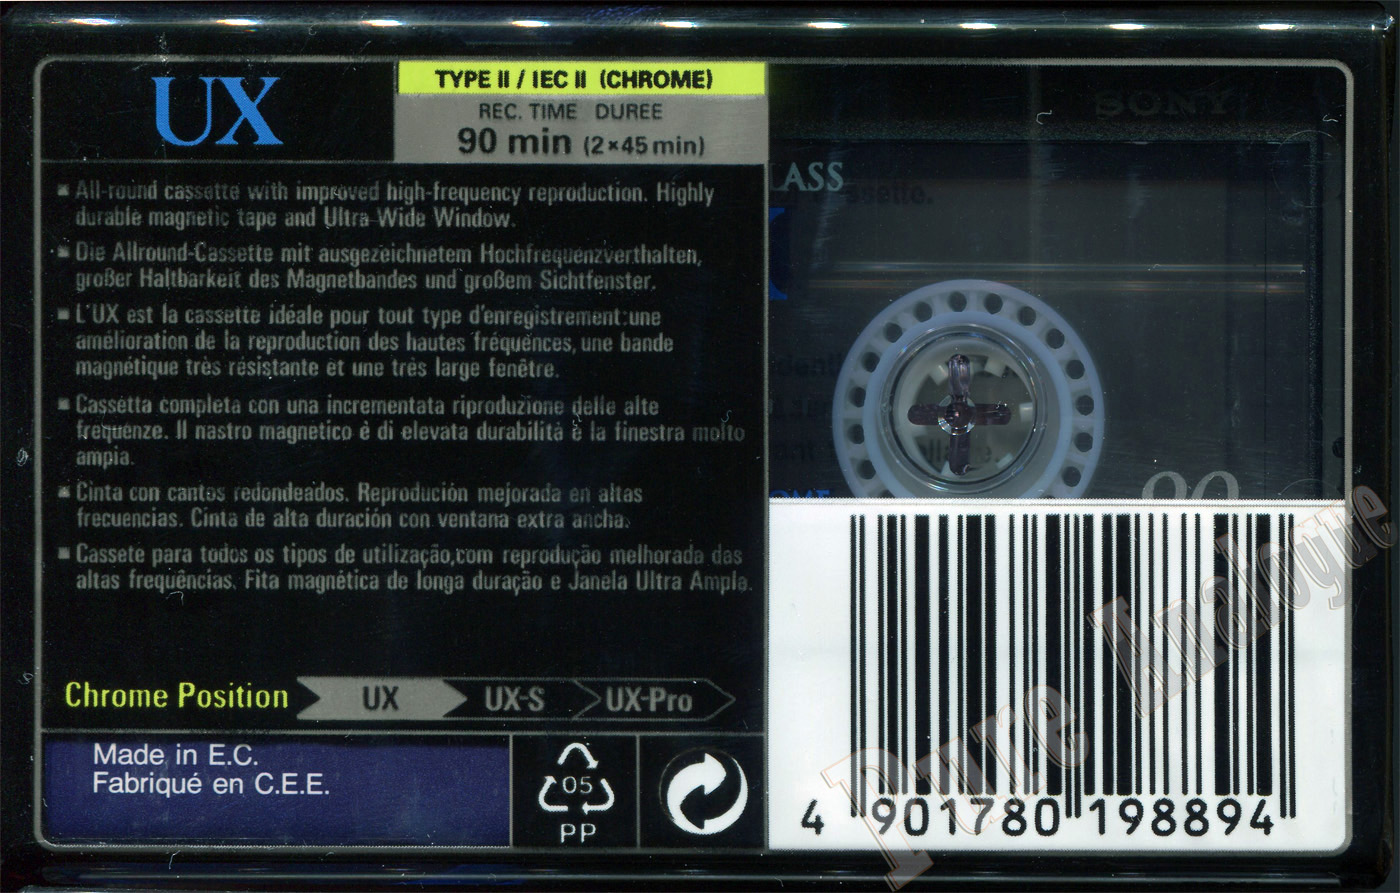 UX
TYPE II / IEC II (CHROME)
REC. TIME DUREE
90 min (2×45 min)
■ All-round cassette with improved high-frequency reproduction. Highly
durable magnetic tape and Ultra Wide Window.
■ Die Allround-Cassette mit ausgezeichnetem Hochfrequenzverthalten,
großer Haltbarkeit des Magnetbandes und großem Sichtfenster.
■ L'UX est la cassette idéale pour tout type d'enregistrement:une
amélioration de la reproduction des hautes fréquences, une bande
magnétique très résistante et une très large fenêtre.
■ Cassetta completa con una incrementata riproduzione delle alte
frequenze. Il nastro magnetico è di elevata durabilità e la finestra molto
ampia.
■ Cinta con cantos redondeados. Reprodución mejorada en altas
frecuencias. Cinta de alta duración con ventana extra ancha.
■ Cassete para todos os tipos de utilização,com reprodução melhorada das
altas frequências. Fita magnética de longa duração e Janela Ultra Ampla.
Chrome Position UX UX-S UX-Pro
Made in E.C.
Fabriqué en C.E.E.
05
PP
SONY
LASS
ssette.
90
4 901780 198894
Pure Analogue